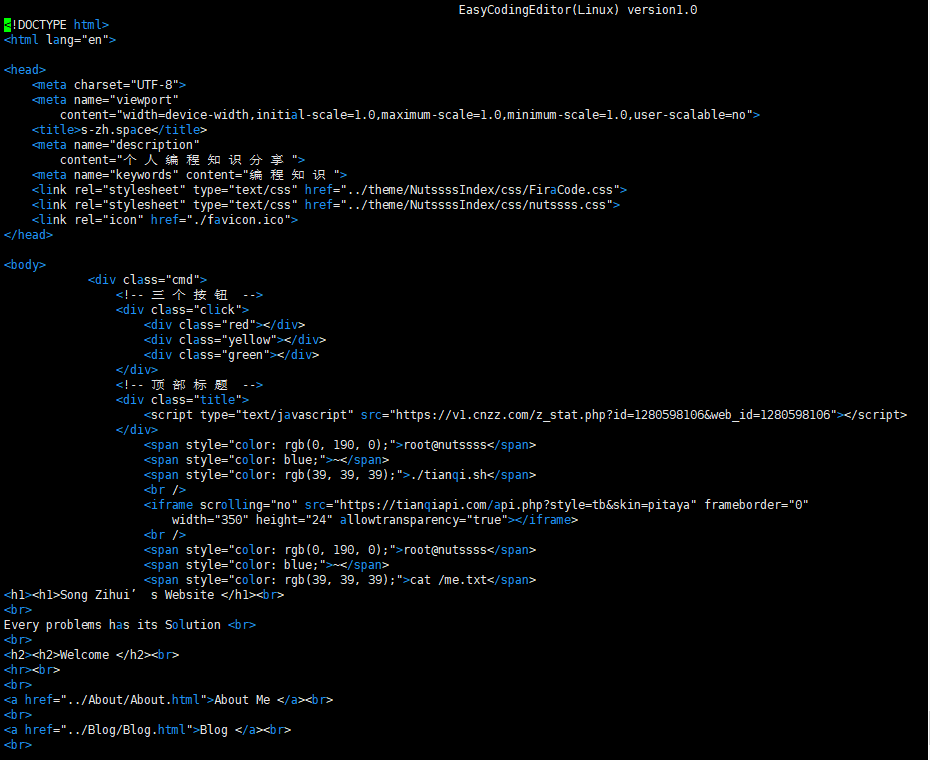 EasyCodingEditor(Linux) version1.0
<!DOCTYPE html>
<html lang="en">
<head>
<meta charset="UTF-8">
<meta name="viewport"
content="width=device-width,initial-scale=1.0,maximum-scale=1.0,minimum-scale=1.0,user-scalable=no">
<title>s-zh.space</title>
<meta name="description"
content="个人编程知识分享">
<meta name="keywords" content="编程知识">
<link rel="stylesheet" type="text/css" href="../theme/NutssssIndex/css/FiraCode.css">
<link rel="stylesheet" type="text/css" href="../theme/NutssssIndex/css/nutssss.css">
<link rel="icon" href="./favicon.ico">
</head>
<body>
<div class="cmd">
<!-- 三个按钮 -->
<div class="click">
<div class="red"></div>
<div class="yellow"></div>
<div class="green"></div>
</div>
<!-- 顶部标题 -->
<div class="title">
<script type="text/javascript" src="https://v1.cnzz.com/z_stat.php?id=1280598106&web_id=1280598106"></script>
</div>
<span style="color: rgb(0, 190, 0);">root@nutssss</span>
<span style="color: blue;">~</span>
<span style="color: rgb(39, 39, 39);">./tianqi.sh</span>
<br />
<iframe scrolling="no" src="https://tianqiapi.com/api.php?style=tb&skin=pitaya" frameborder="0"
width="350" height="24" allowtransparency="true"></iframe>
<br />
<span style="color: rgb(0, 190, 0);">root@nutssss</span>
<span style="color: blue;">~</span>
<span style="color: rgb(39, 39, 39);">cat /me.txt</span>
<h1><h1>Song Zihui’ s Website </h1><br>
<br>
Every problems has its Solution <br>
<br>
<h2><h2>Welcome </h2><br>
<hr><br>
<br>
<a href="../About/About.html">About Me </a><br>
<br>
<a href="../Blog/Blog.html">Blog </a><br>
<br>